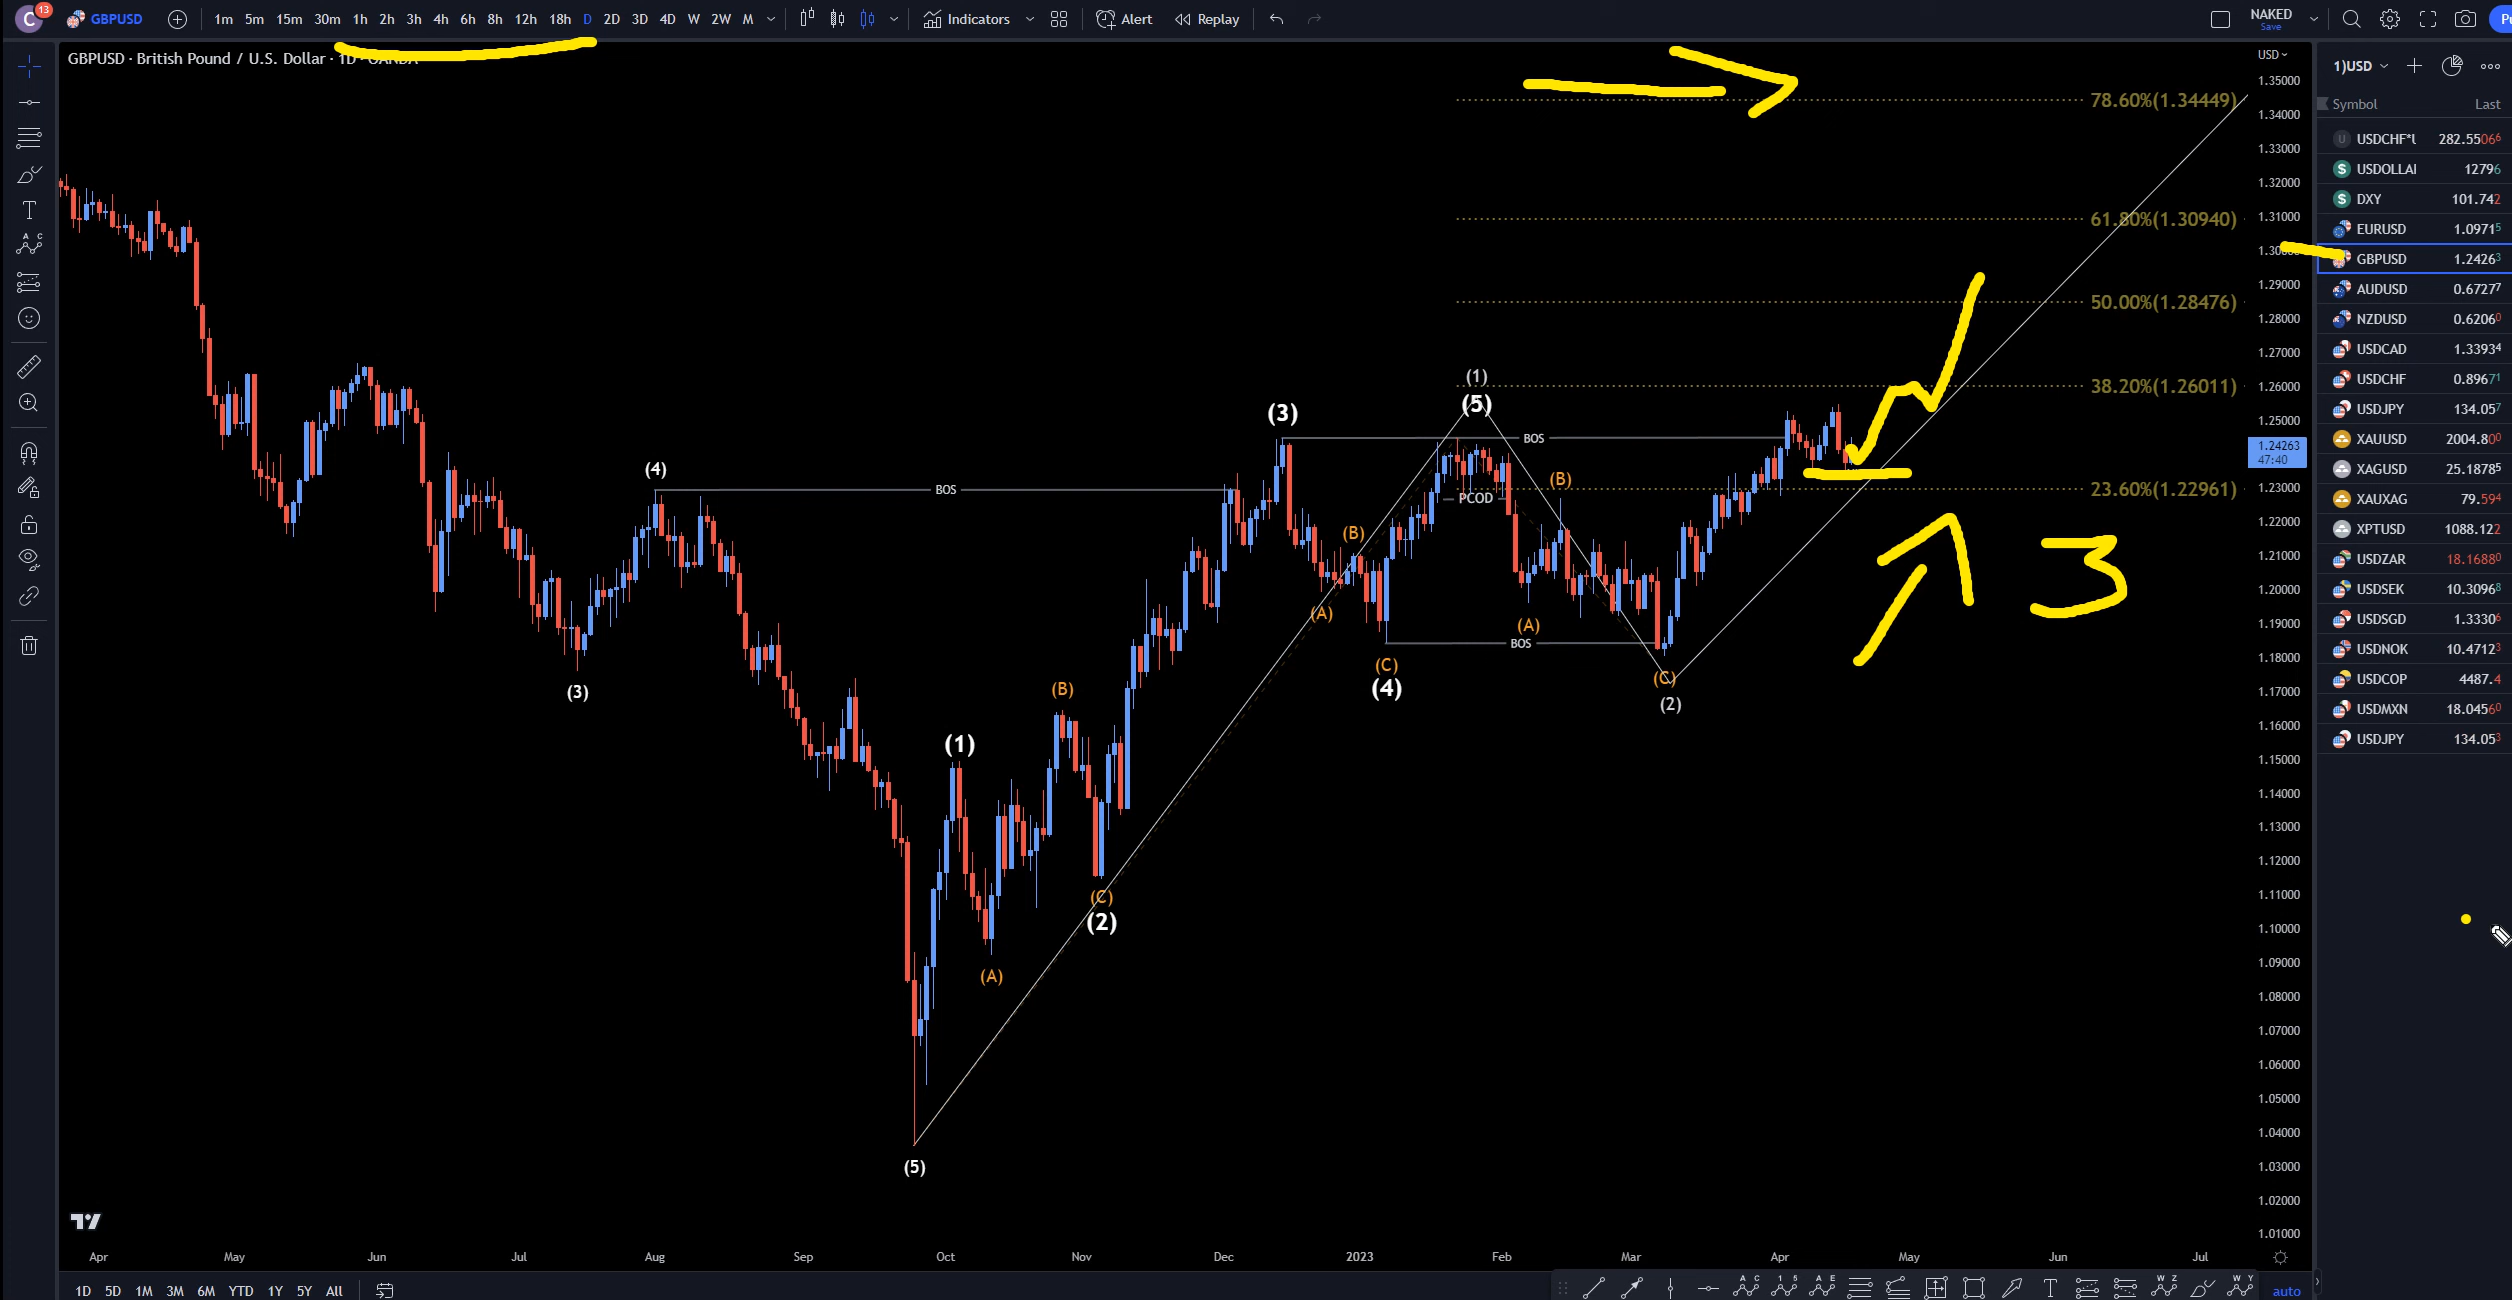 C 13 GBPUSD 1m 5m 15m 30m 1h 2h 3h 4h 6h 8h 12h 18h D 2D 3D 4D W 2W M Indicators Alert Replay NAKED
Save
GBPUSD · British Pound / U.S. Dollar · 1D · OANDA
USD
1)USD
Symbol Last
USDCHF*U 282.55066
USDOLLAR 12796
DXY 101.742
EURUSD 1.09715
GBPUSD 1.24263
AUDUSD 0.67277
NZDUSD 0.62060
USDCAD 1.33934
USDCHF 0.89671
USDJPY 134.057
XAUUSD 2004.800
XAGUSD 25.18785
XAUXAG 79.594
XPTUSD 1088.122
USDZAR 18.16880
USDSEK 10.30968
USDSGD 1.33306
USDNOK 10.47123
USDCOP 4487.4
USDMXN 18.04560
USDJPY 134.053
1.35000
1.34000
1.33000
1.32000
1.31000
1.29000
1.28000
1.27000
1.26000
1.25000
1.24263
47:40
1.23000
1.22000
1.21000
1.20000
1.19000
1.18000
1.17000
1.16000
1.15000
1.14000
1.13000
1.12000
1.11000
1.10000
1.09000
1.08000
1.07000
1.06000
1.05000
1.04000
1.03000
1.02000
1.01000
78.60%(1.34449)
61.80%(1.30940)
50.00%(1.28476)
38.20%(1.26011)
23.60%(1.22961)
(1)
(5)
(3)
BOS
(4)
BOS
(B)
PCOD
(B)
3
(A)
(A)
BOS
(C)
(4)
(C)
(2)
(3)
(B)
(1)
(C)
(2)
(A)
(5)
Apr May Jun Jul Aug Sep Oct Nov Dec 2023 Feb Mar Apr May Jun Jul
1D 5D 1M 3M 6M YTD 1Y 5Y All
auto